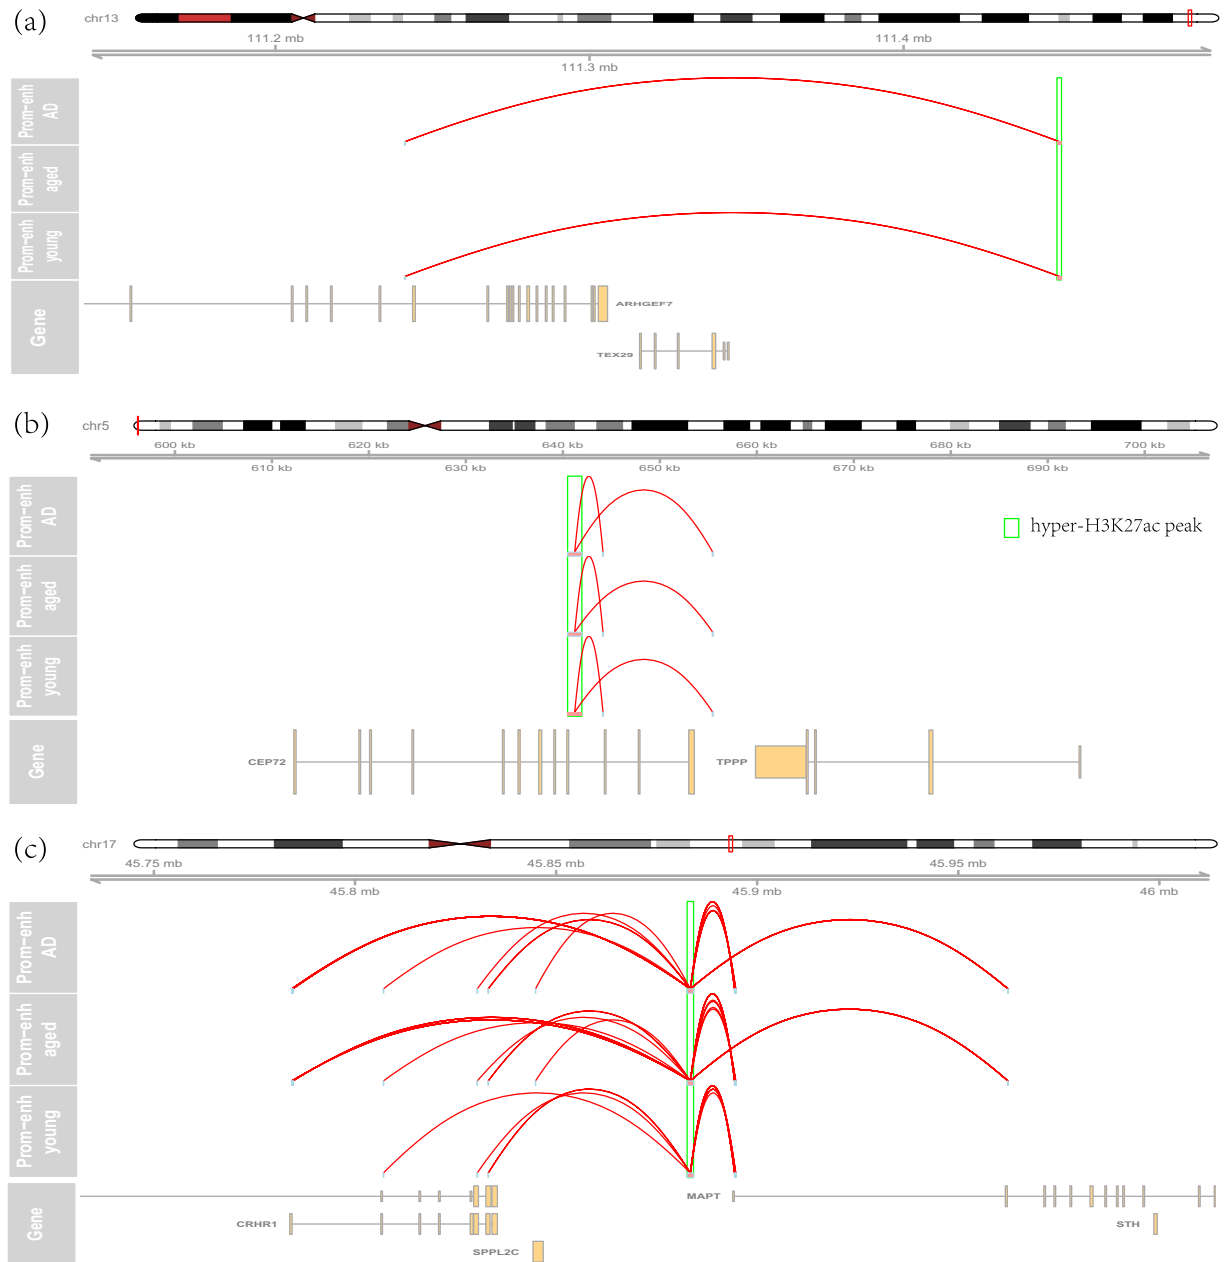 (a)
chr13
111.2 mb
111.4 mb
111.3 mb
Prom-enh
AD
Prom-enh
aged
Prom-enh
young
Gene
ARHGEF7
TEX29
(b)
chr5
600 kb
620 kb
640 kb
660 kb
680 kb
700 kb
610 kb
630 kb
650 kb
670 kb
690 kb
Prom-enh
AD
Prom-enh
aged
Prom-enh
young
hyper-H3K27ac peak
Gene
CEP72
TPPP
(c)
chr17
45.75 mb
45.85 mb
45.95 mb
45.8 mb
45.9 mb
46 mb
Prom-enh
AD
Prom-enh
aged
Prom-enh
young
Gene
MAPT
CRHR1
STH
SPPL2C